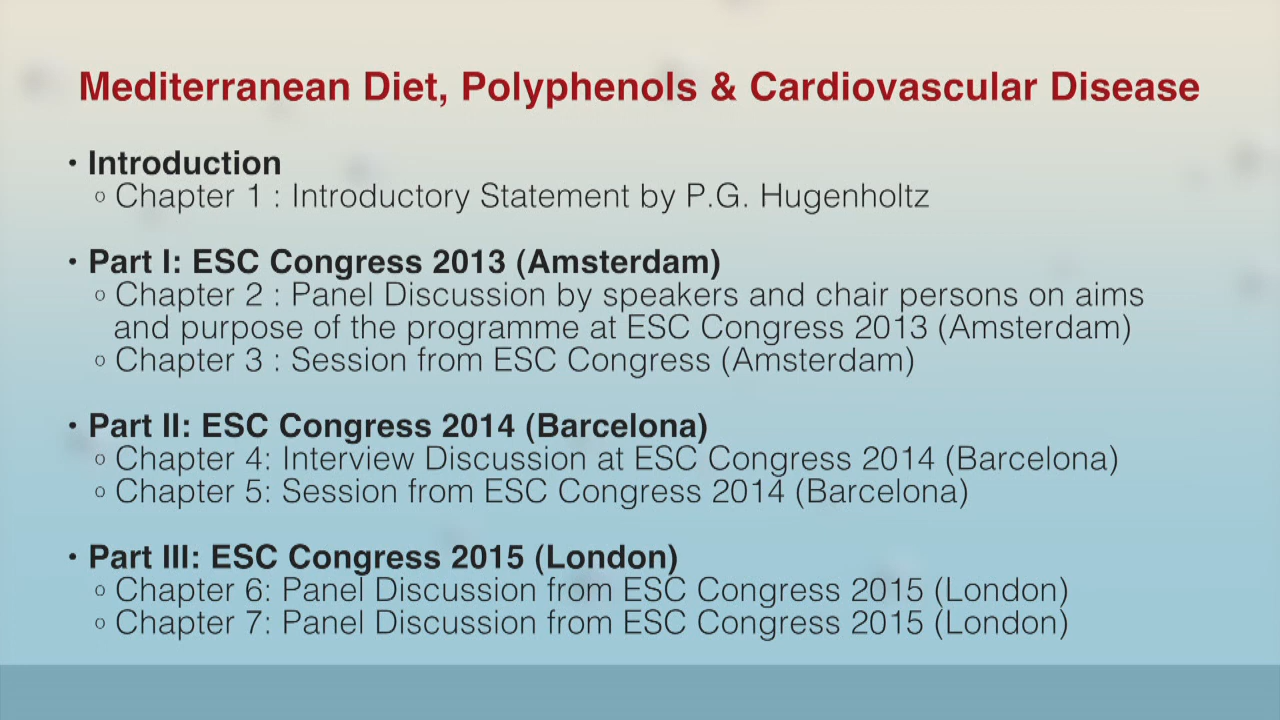 Mediterranean Diet, Polyphenols & Cardiovascular Disease
• Introduction
○ Chapter 1 : Introductory Statement by P.G. Hugenholtz
• Part I: ESC Congress 2013 (Amsterdam)
○ Chapter 2 : Panel Discussion by speakers and chair persons on aims
and purpose of the programme at ESC Congress 2013 (Amsterdam)
○ Chapter 3 : Session from ESC Congress (Amsterdam)
• Part II: ESC Congress 2014 (Barcelona)
○ Chapter 4: Interview Discussion at ESC Congress 2014 (Barcelona)
○ Chapter 5: Session from ESC Congress 2014 (Barcelona)
• Part III: ESC Congress 2015 (London)
○ Chapter 6: Panel Discussion from ESC Congress 2015 (London)
○ Chapter 7: Panel Discussion from ESC Congress 2015 (London)